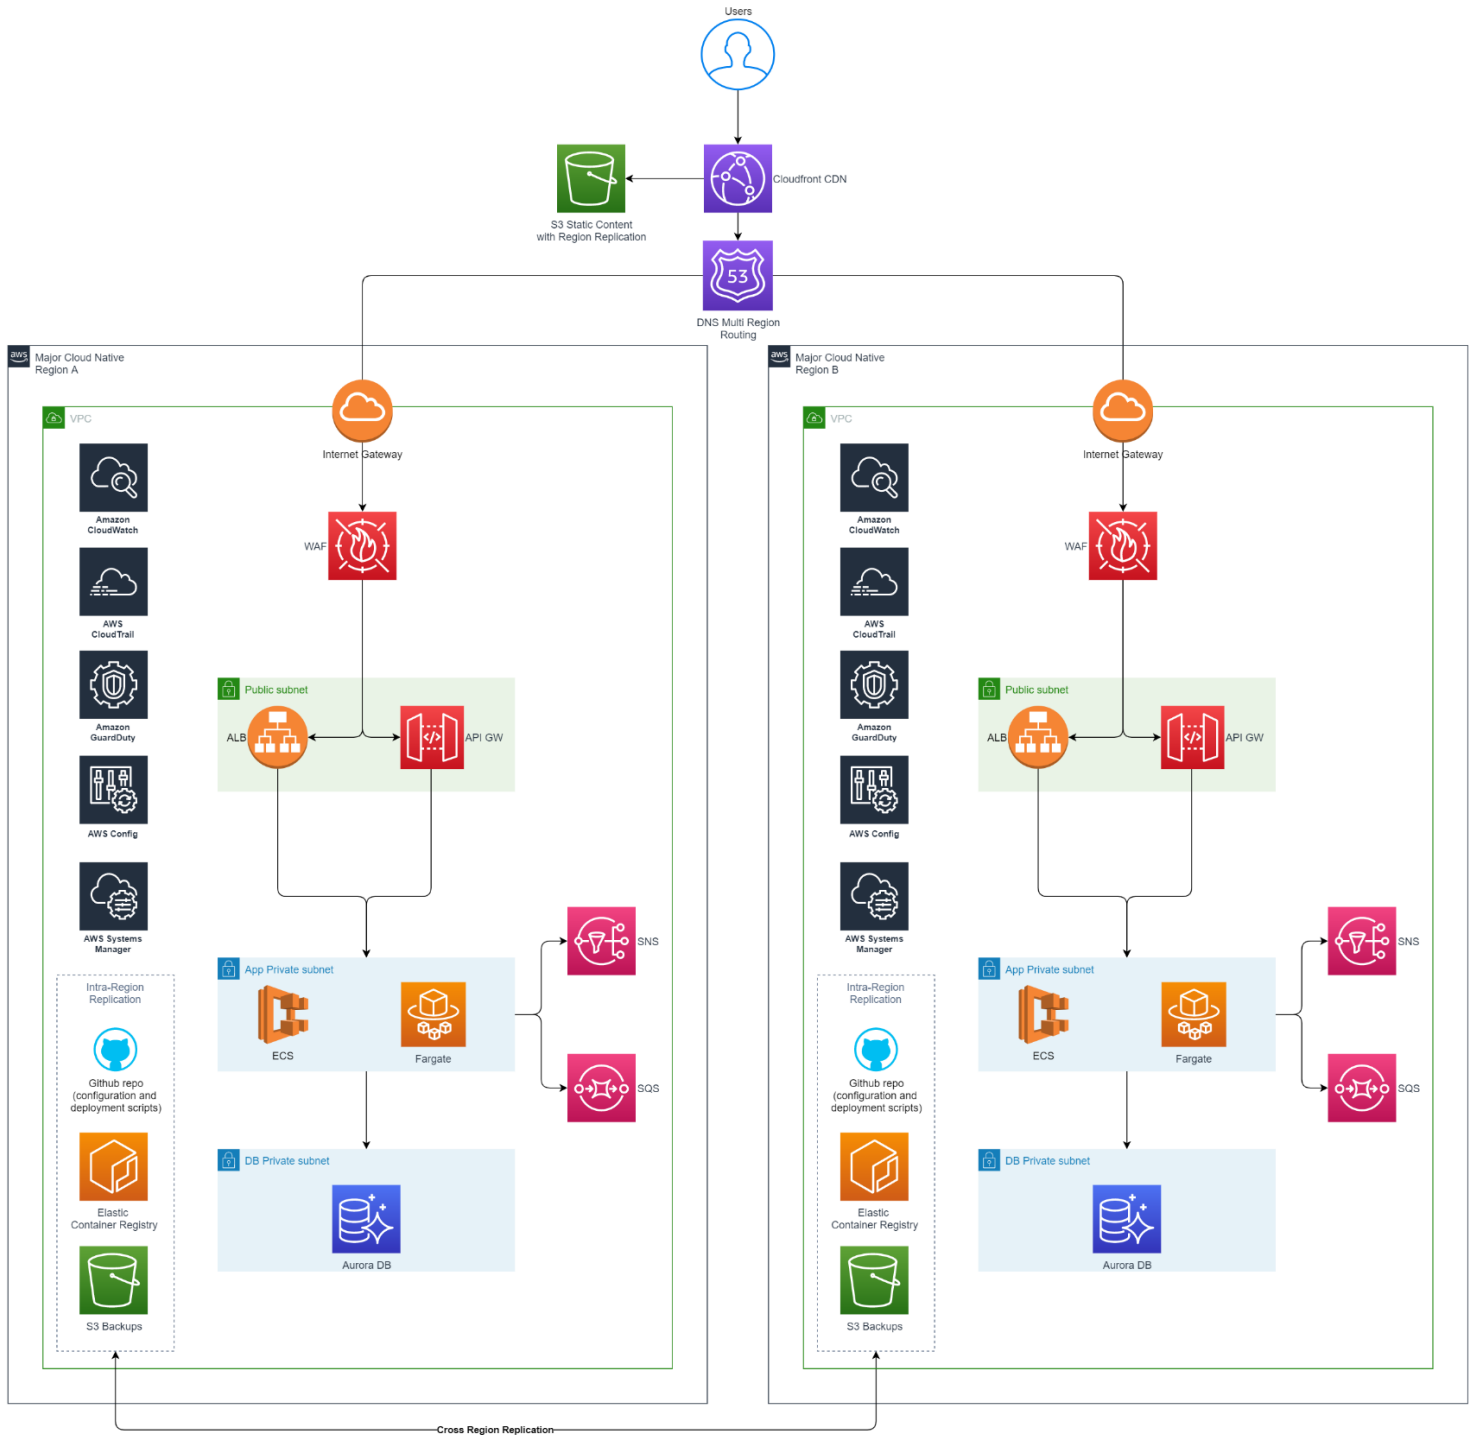 Users
Cloudfront CDN
S3 Static Content
with Region Replication
53
DNS Multi Region
Routing
aws
Major Cloud Native
Region A
VPC
Internet Gateway
Amazon
CloudWatch
WAF
AWS
CloudTrail
Amazon
GuardDuty
Public subnet
ALB
API GW
AWS Config
AWS Systems
Manager
SNS
App Private subnet
ECS
Fargate
SQS
Intra-Region
Replication
Github repo
(configuration and
deployment scripts)
Elastic
Container Registry
S3 Backups
DB Private subnet
Aurora DB
aws
Major Cloud Native
Region B
VPC
Internet Gateway
Amazon
CloudWatch
WAF
AWS
CloudTrail
Amazon
GuardDuty
Public subnet
ALB
API GW
AWS Config
AWS Systems
Manager
SNS
App Private subnet
ECS
Fargate
SQS
Intra-Region
Replication
Github repo
(configuration and
deployment scripts)
Elastic
Container Registry
S3 Backups
DB Private subnet
Aurora DB
Cross Region Replication